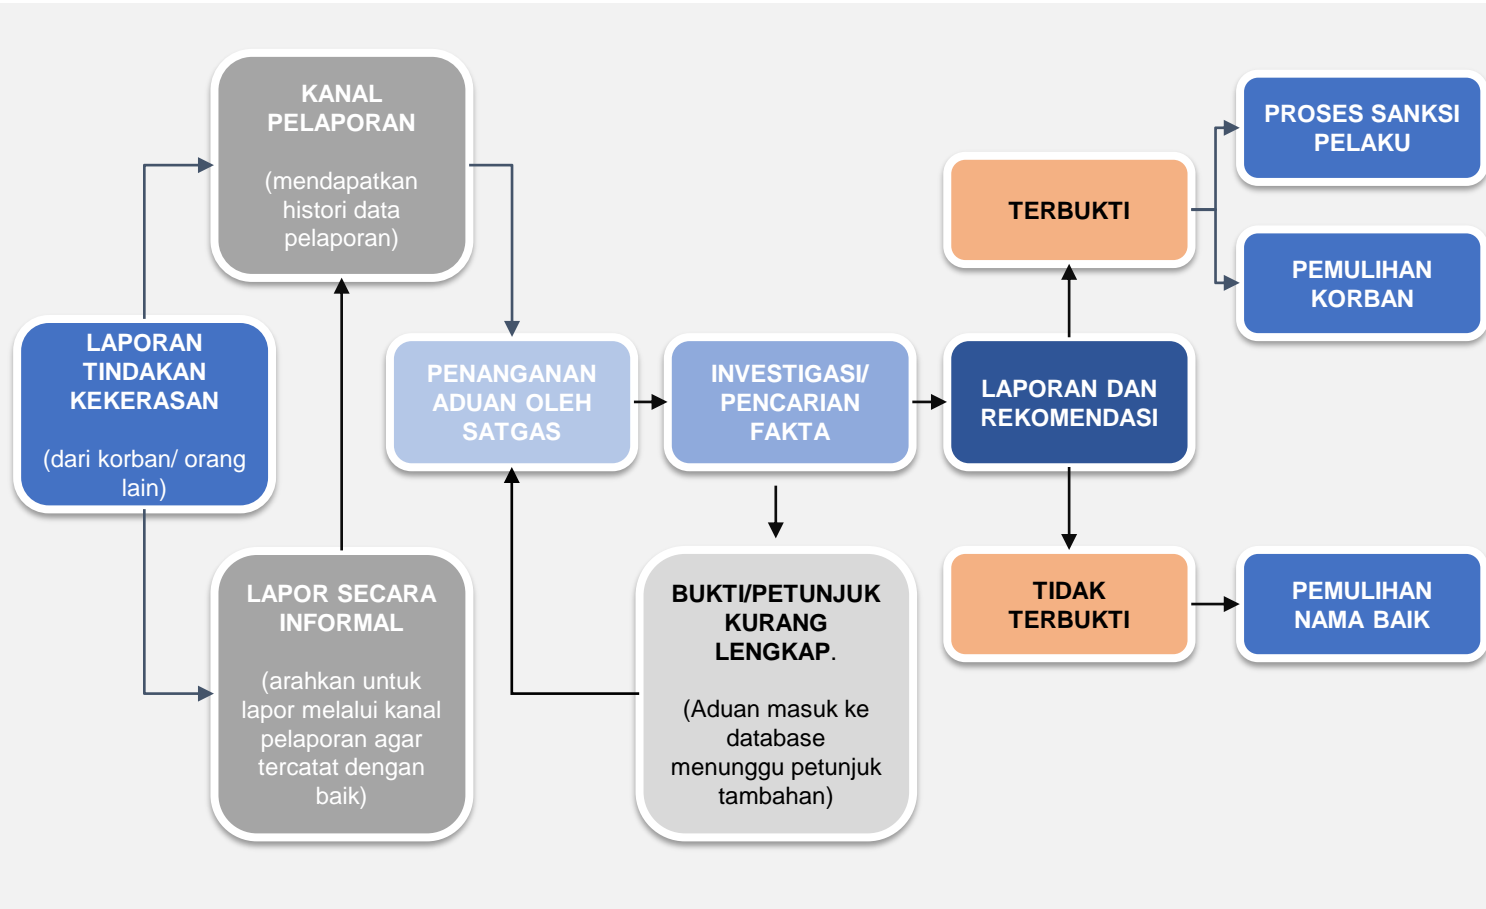 KANAL
PELAPORAN
(mendapatkan
histori data
pelaporan)
LAPORAN
TINDAKAN
KEKERASAN
(dari korban/ orang
lain)
LAPOR SECARA
INFORMAL
(arahkan untuk
lapor melalui kanal
pelaporan agar
tercatat dengan
baik)
PENANGANAN
ADUAN OLEH
SATGAS
INVESTIGASI/
PENCARIAN
FAKTA
BUKTI/PETUNJUK
KURANG
LENGKAP.
(Aduan masuk ke
database
menunggu petunjuk
tambahan)
LAPORAN DAN
REKOMENDASI
TERBUKTI
PROSES SANKSI
PELAKU
PEMULIHAN
KORBAN
TIDAK
TERBUKTI
PEMULIHAN
NAMA BAIK